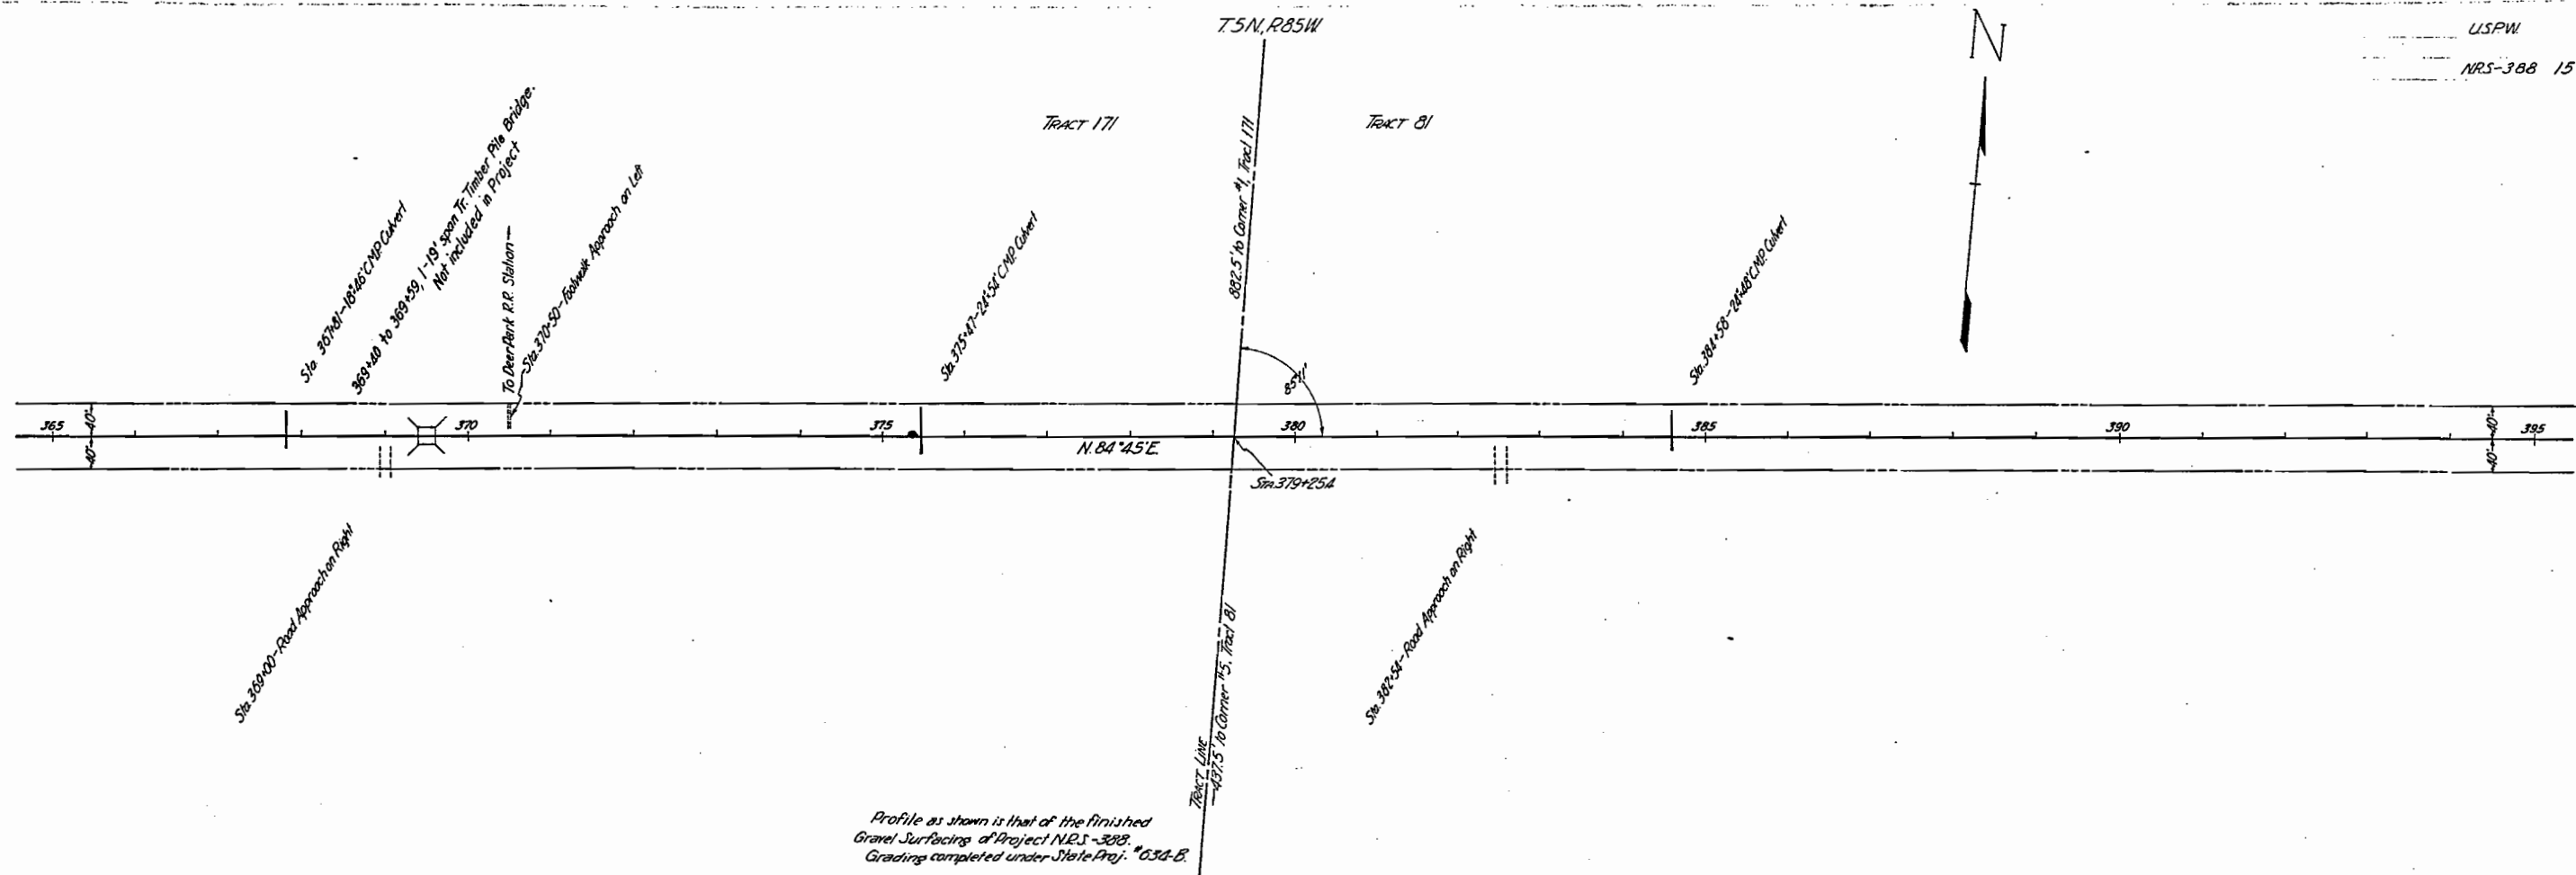 T.5N., R.85W.
U.S.P.W.
NRS-388 15
N
TRACT 171
TRACT 81
882.5' to Corner #1, Tract 171
Sta. 367+81-18"x46' C.M.P. Culvert
369+40 to 369+59, 1-19' span Tr. Timber Pile Bridge.
Not included in Project
To Deer Park R.R. Station
Sta. 370+50-Footwalk Approach on Left
Sta. 375+47-24"x54' C.M.P. Culvert
85°11'
Sta. 384+58-24"x48' C.M.P. Culvert
365 370 375 380 385 390 395
40' 40'
40' 40'
N. 84°45' E.
STA. 379+25.4
Sta. 369+00-Road Approach on Right
Sta. 382+54-Road Approach on Right
TRACT LINE
437.5' to Corner #5, Tract 81
Profile as shown is that of the finished
Gravel Surfacing of Project N.R.S.-388.
Grading completed under State Proj. #634-B.